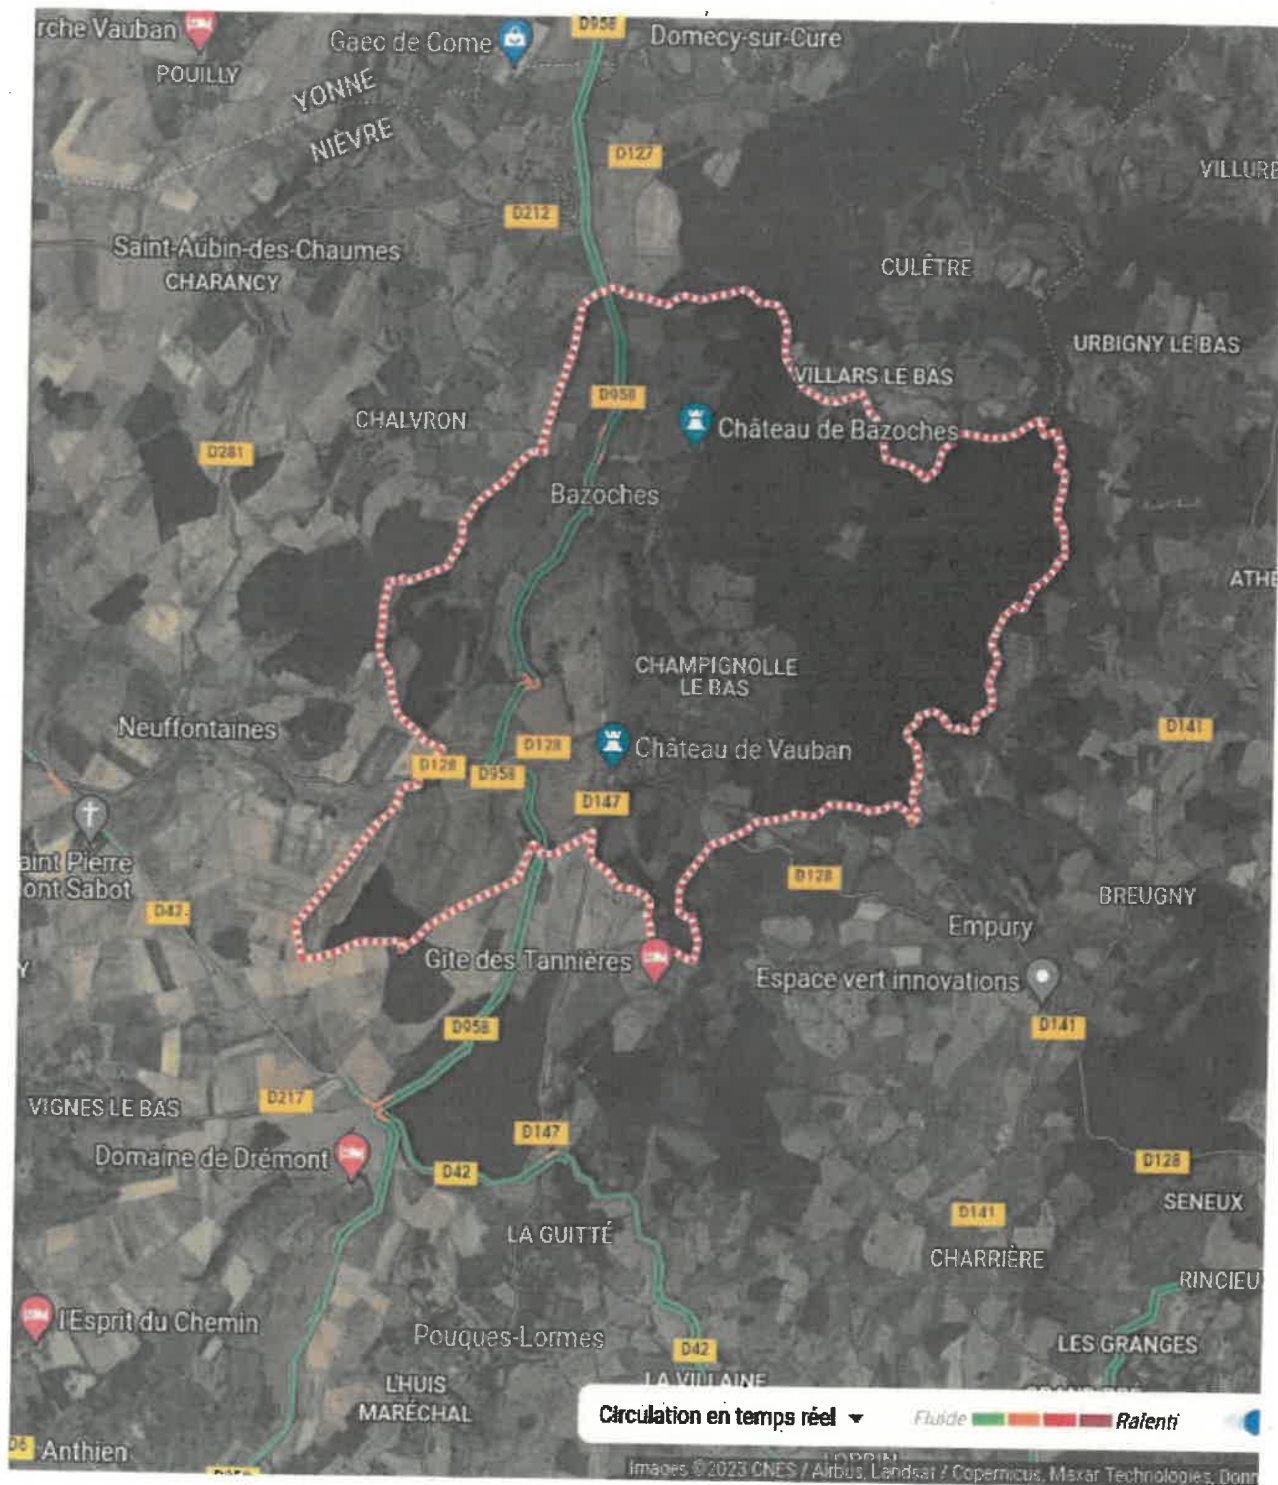 rche Vauban
Gaec de Come
D958
Domecy-sur-Cure
POUILLY
YONNE
NIÈVRE
D127
VILLURB
D212
Saint-Aubin-des-Chaumes
CHARANCY
CULÊTRE
URBIGNY LE BAS
VILLARS LE BAS
D958
CHALVRON
Château de Bazoches
D281
Bazoches
ATHÉ
CHAMPIGNOLLE
LE BAS
Neuffontaines
D141
D128
Château de Vauban
D128
D958
D147
aint Pierre
ont Sabot
D128
BREUGNY
D42
Empury
Gîte des Tannières
Y
Espace vert innovations
D958
D141
D217
VIGNES LE BAS
D147
Domaine de Drémont
D42
D128
SENEUX
D141
LA GUITTÉ
CHARRIÈRE
RINCIEU
l'Esprit du Chemin
Pouques-Lormes
LES GRANGES
D42
LA VILLAINE
L'HUIS
MARÉCHAL
Circulation en temps réel
Fluide
Ralenti
D6
Anthien
Images ©2023 CNES / Airbus, Landsat / Copernicus, Maxar Technologies, Donn